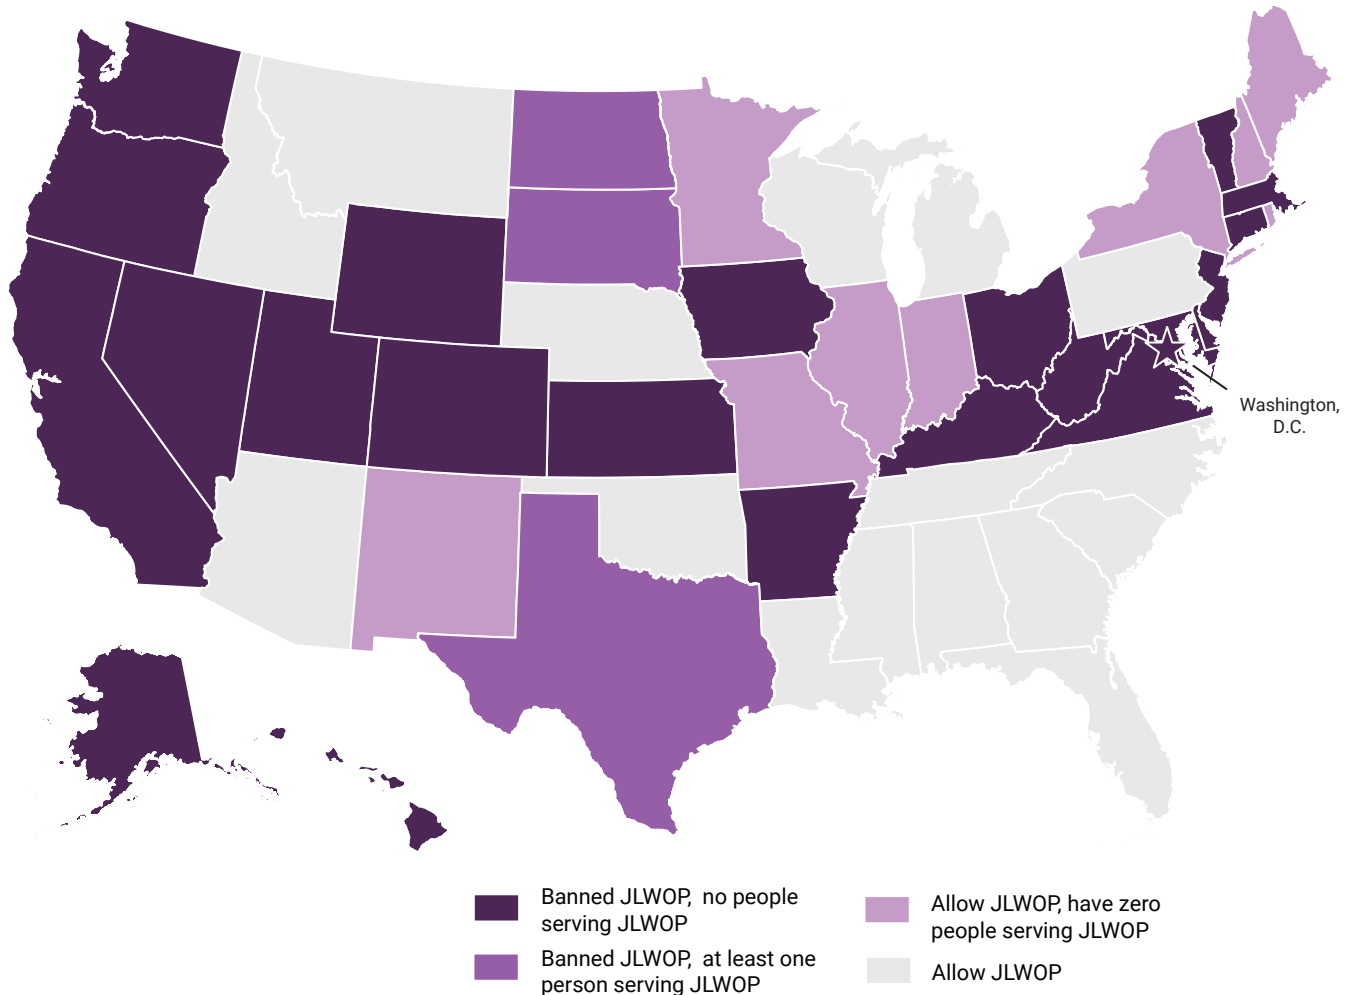 Washington,
D.C.
Banned JLWOP, no people
serving JLWOP
Banned JLWOP, at least one
person serving JLWOP
Allow JLWOP, have zero
people serving JLWOP
Allow JLWOP